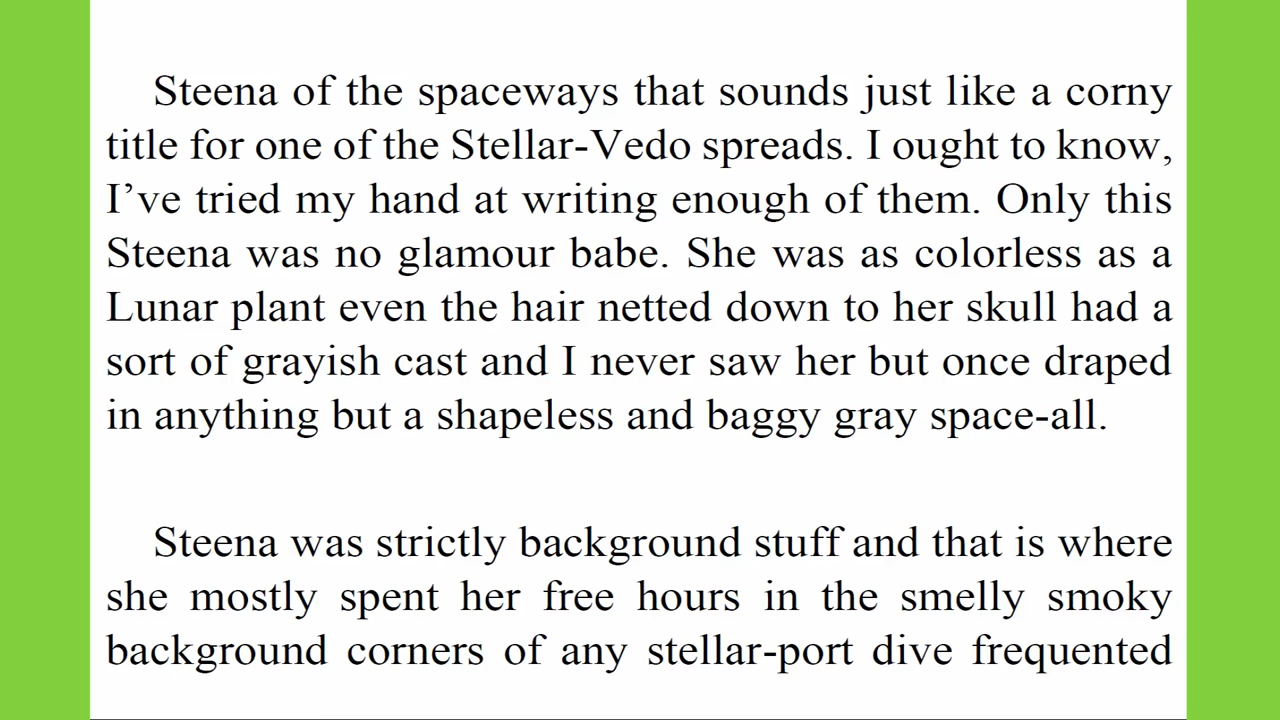 Steena of the spaceways that sounds just like a corny
title for one of the Stellar-Vedo spreads. I ought to know,
I’ve tried my hand at writing enough of them. Only this
Steena was no glamour babe. She was as colorless as a
Lunar plant even the hair netted down to her skull had a
sort of grayish cast and I never saw her but once draped
in anything but a shapeless and baggy gray space-all.
Steena was strictly background stuff and that is where
she mostly spent her free hours in the smelly smoky
background corners of any stellar-port dive frequented